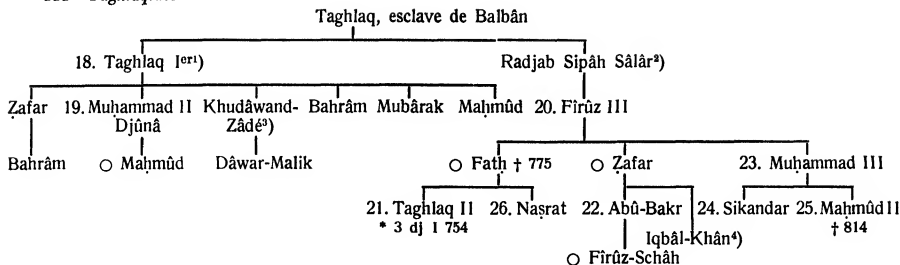 Taghlaq, esclave de Balbân
18. Taghlaq Iᵉʳ¹) Radjab Sipâh Sâlâr²)
Ẓafar 19. Muḥammad II Khudâwand- Bahrâm Mubârak Maḥmûd 20. Fîrûz III
Djûnâ Zâdé³)
Bahrâm ○ Maḥmûd Dâwar-Malik ○ Fatḥ † 775 ○ Ẓafar 23. Muḥammad III
21. Taghlaq II 26. Naṣrat 22. Abû-Bakr 24. Sikandar 25. Maḥmûd II
* 3 dj I 754 Iqbâl-Khân⁴) † 814
○ Fîrûz-Schâh